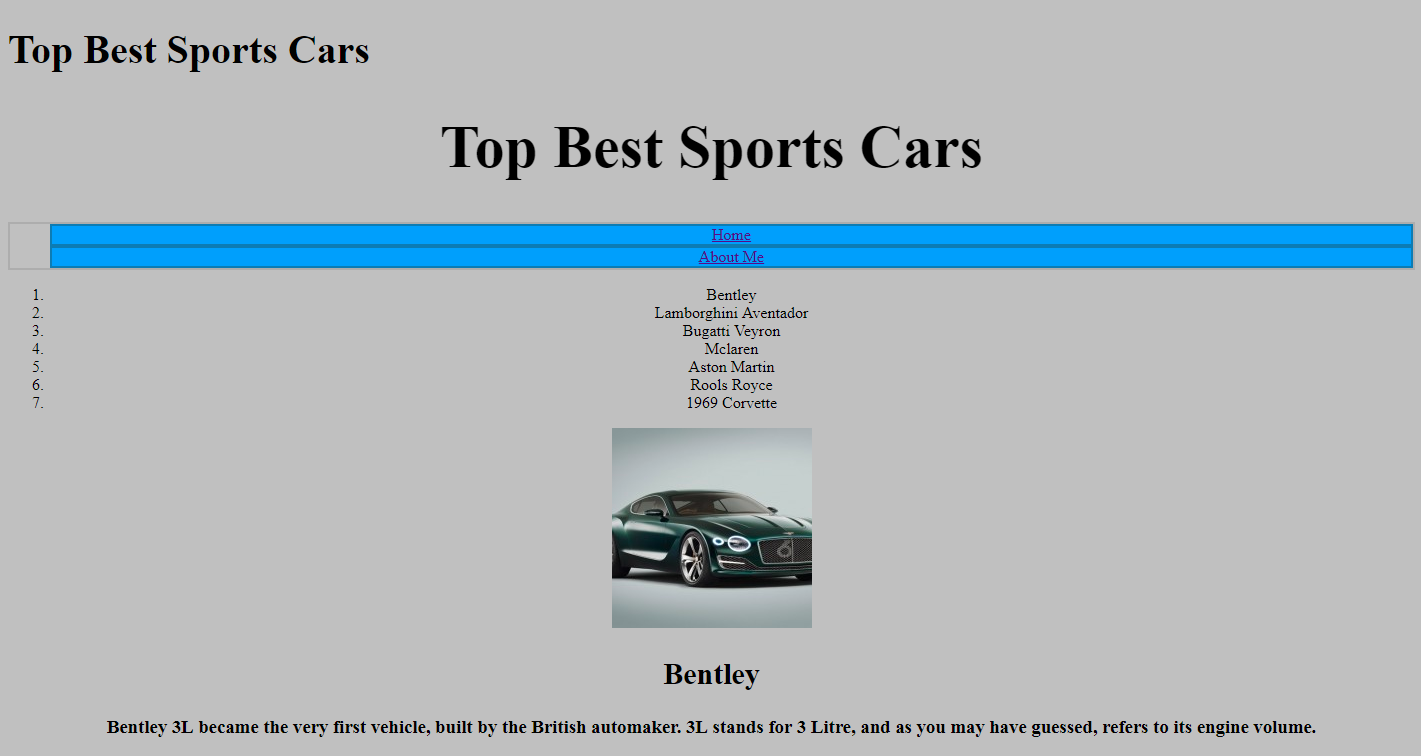 Top Best Sports Cars
Top Best Sports Cars
Home
About Me
1. Bentley
2. Lamborghini Aventador
3. Bugatti Veyron
4. Mclaren
5. Aston Martin
6. Rools Royce
7. 1969 Corvette
6
Bentley
Bentley 3L became the very first vehicle, built by the British automaker. 3L stands for 3 Litre, and as you may have guessed, refers to its engine volume.